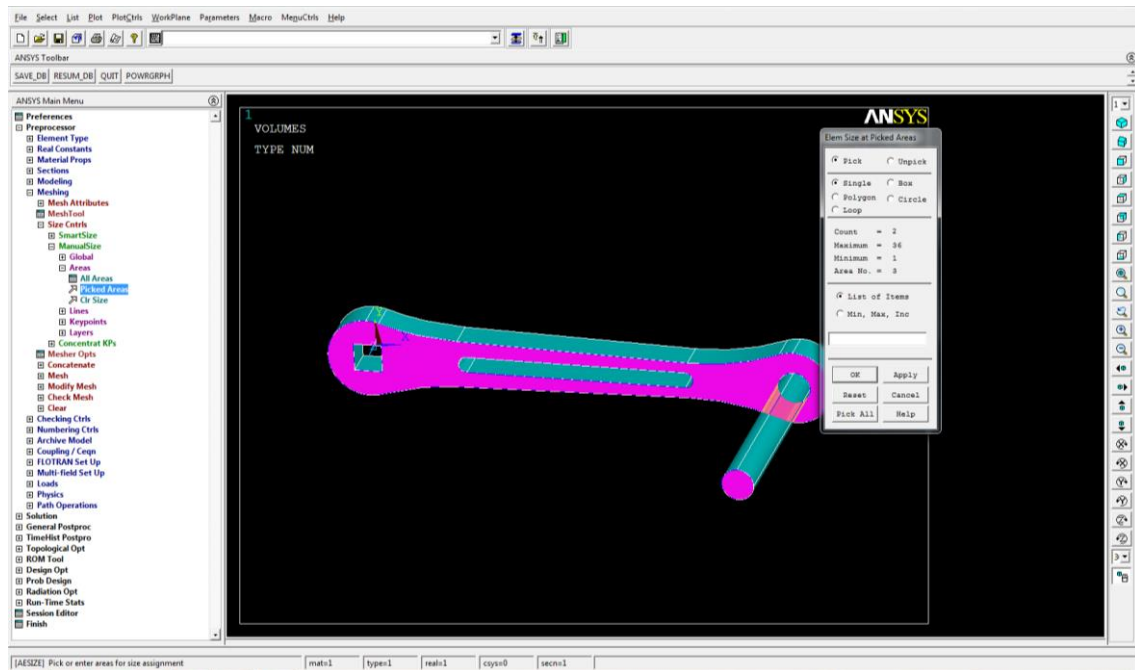 File Select List Plot PlotCtrls WorkPlane Parameters Macro MenuCtrls Help
ANSYS Toolbar
SAVE_DB RESUM_DB QUIT POWRGRPH
ANSYS Main Menu
Preferences
Preprocessor
Element Type
Real Constants
Material Props
Sections
Modeling
Meshing
Mesh Attributes
MeshTool
Size Cntrls
SmartSize
ManualSize
Global
Areas
All Areas
Picked Areas
Clr Size
Lines
Keypoints
Layers
Concentrat KPs
Mesher Opts
Concatenate
Mesh
Modify Mesh
Check Mesh
Clear
Checking Ctrls
Numbering Ctrls
Archive Model
Coupling / Ceqn
FLOTRAN Set Up
Multi-field Set Up
Loads
Physics
Path Operations
Solution
General Postproc
TimeHist Postpro
Topological Opt
ROM Tool
Design Opt
Prob Design
Radiation Opt
Run-Time Stats
Session Editor
Finish
1
VOLUMES
TYPE NUM
ANSYS
Y
X
Elem Size at Picked Areas
Pick Unpick
Single Box
Polygon Circle
Loop
Count = 2
Maximum = 36
Minimum = 1
Area No. = 3
List of Items
Min, Max, Inc
OK Apply
Reset Cancel
Pick All Help
1
3
[AESIZE] Pick or enter areas for size assignment
mat=1 type=1 real=1 csys=0 secn=1